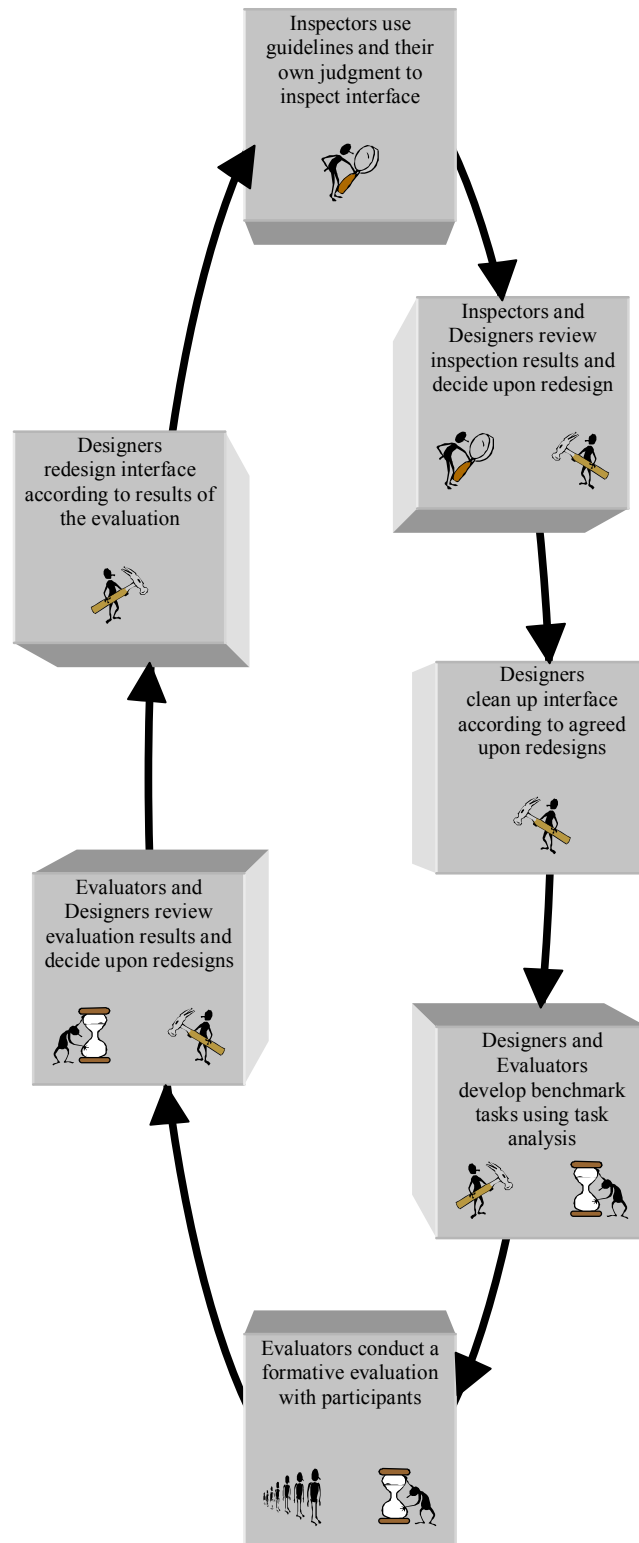 Inspectors use
guidelines and their
own judgment to
inspect interface
Inspectors and
Designers review
inspection results and
decide upon redesign
Designers
clean up interface
according to agreed
upon redesigns
Designers and
Evaluators
develop benchmark
tasks using task
analysis
Evaluators conduct a
formative evaluation
with participants
Evaluators and
Designers review
evaluation results and
decide upon redesigns
Designers
redesign interface
according to results of
the evaluation